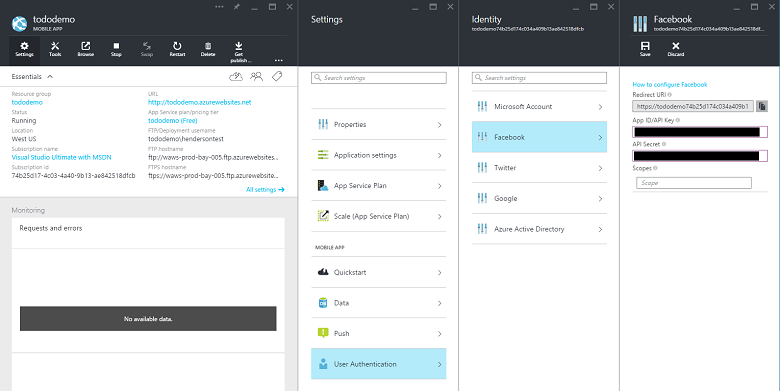 tododemo
MOBILE APP
Settings
Tools
Browse
Stop
Swap
Restart
Delete
Get
publish...
Essentials
Resource group
tododemo
URL
http://tododemo.azurewebsites.net
Status
Running
App Service plan/pricing tier
tododemo (Free)
Location
West US
FTP/Deployment username
tododemo\hendersontest
Subscription name
Visual Studio Ultimate with MSDN
FTP hostname
ftp://waws-prod-bay-005.ftp.azurewebsites...
Subscription id
74b25d17-4c03-4a40-9b13-ae842518dfcb
FTPS hostname
ftps://waws-prod-bay-005.ftp.azurewebsite...
All settings
Monitoring
Requests and errors
No available data.
Settings
Search settings
Properties
Application settings
App Service Plan
Scale (App Service Plan)
MOBILE APP
Quickstart
Data
Push
User Authentication
Identity
tododemo74b25d174c034a409b13ae842518dfcb
Search settings
Microsoft Account
Facebook
Twitter
Google
Azure Active Directory
Facebook
tododemo74b25d174c034a409b13ae842518df...
Save
Discard
How to configure Facebook
Redirect URI
https://tododemo74b25d174c034a409b1
App ID/API Key
API Secret
Scopes
Scope